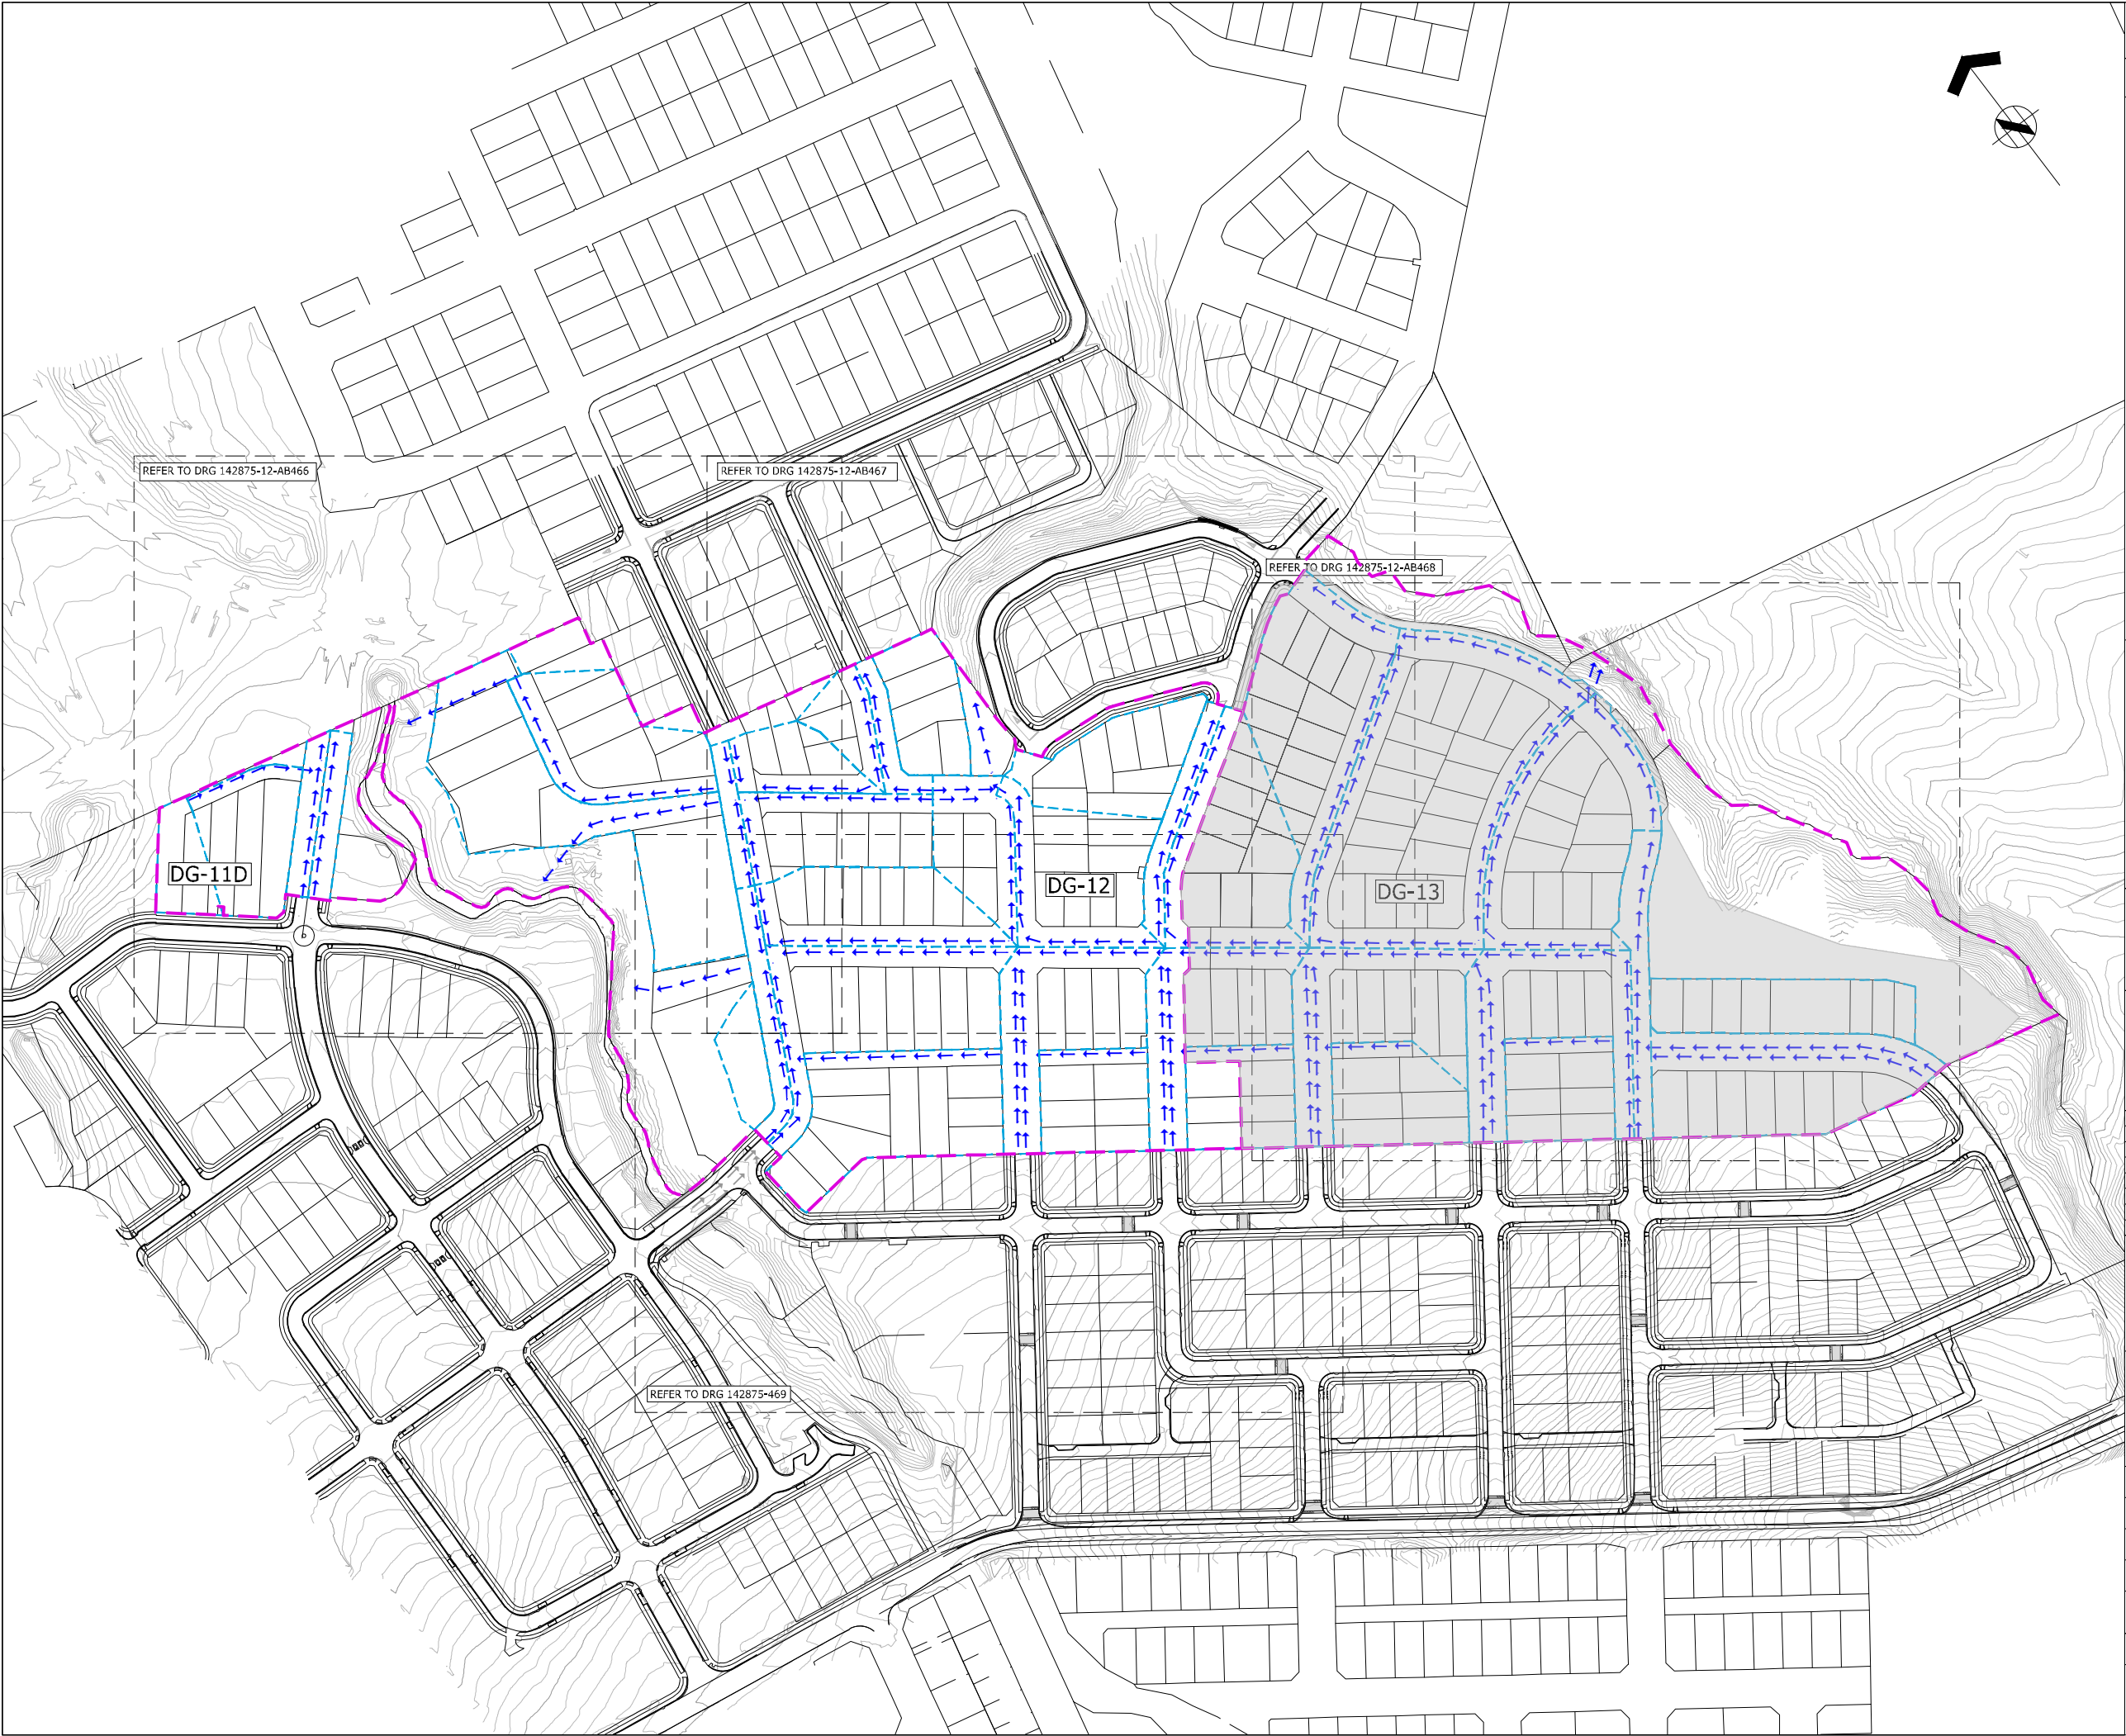 REFER TO DRG 142875-12-AB466
REFER TO DRG 142875-12-AB467
REFER TO DRG 142875-12-AB468
DG-11D
DG-12
DG-13
REFER TO DRG 142875-469